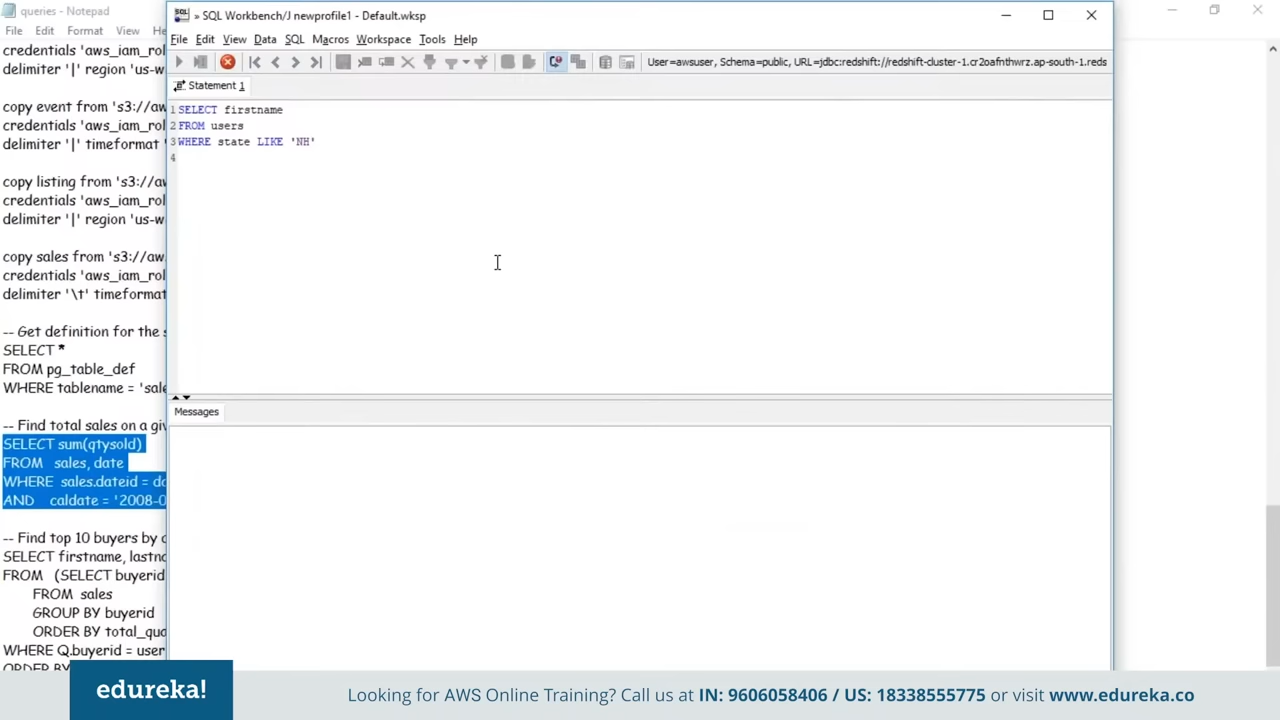 queries - Notepad
File Edit Format View He
credentials 'aws_iam_rol
delimiter '|' region 'us-w
copy event from 's3://aw
credentials 'aws_iam_rol
delimiter '|' timeformat '
copy listing from 's3://aw
credentials 'aws_iam_rol
delimiter '|' region 'us-w
copy sales from 's3://aw
credentials 'aws_iam_rol
delimiter '\t' timeformat
-- Get definition for the s
SELECT *
FROM pg_table_def
WHERE tablename = 'sale
-- Find total sales on a giv
SELECT sum(qtysold)
FROM sales, date
WHERE sales.dateid = da
AND caldate = '2008-0
-- Find top 10 buyers by q
SELECT firstname, lastna
FROM (SELECT buyerid
FROM sales
GROUP BY buyerid
ORDER BY total_qua
WHERE Q.buyerid = user
ORDER BY
SQL
» SQL Workbench/J newprofile1 - Default.wksp
File Edit View Data SQL Macros Workspace Tools Help
User=awsuser, Schema=public, URL=jdbc:redshift://redshift-cluster-1.cr2oafnthwrz.ap-south-1.reds
Statement 1
1 SELECT firstname
2 FROM users
3 WHERE state LIKE 'NH'
4
Messages
edureka!
Looking for AWS Online Training? Call us at IN: 9606058406 / US: 18338555775 or visit www.edureka.co